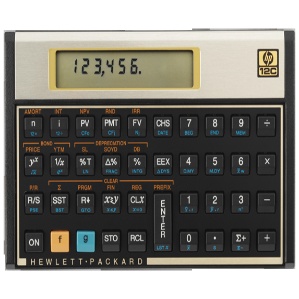 123,456.
hp
12C
AMORT INT NPV RND IRR
n i PV PMT FV CHS 7 8 9 ÷
BOND DEPRECIATION
PRICE YTM SL SOYD DB
yˣ 1/x %T Δ% % EEX 4 5 6 ×
CLEAR
P/R Σ PRGM FIN REG PREFIX
R/S SST R↓ x≷y CLx ENTER 1 2 3 −
ON f g STO RCL 0 . Σ+ +
HEWLETT·PACKARD